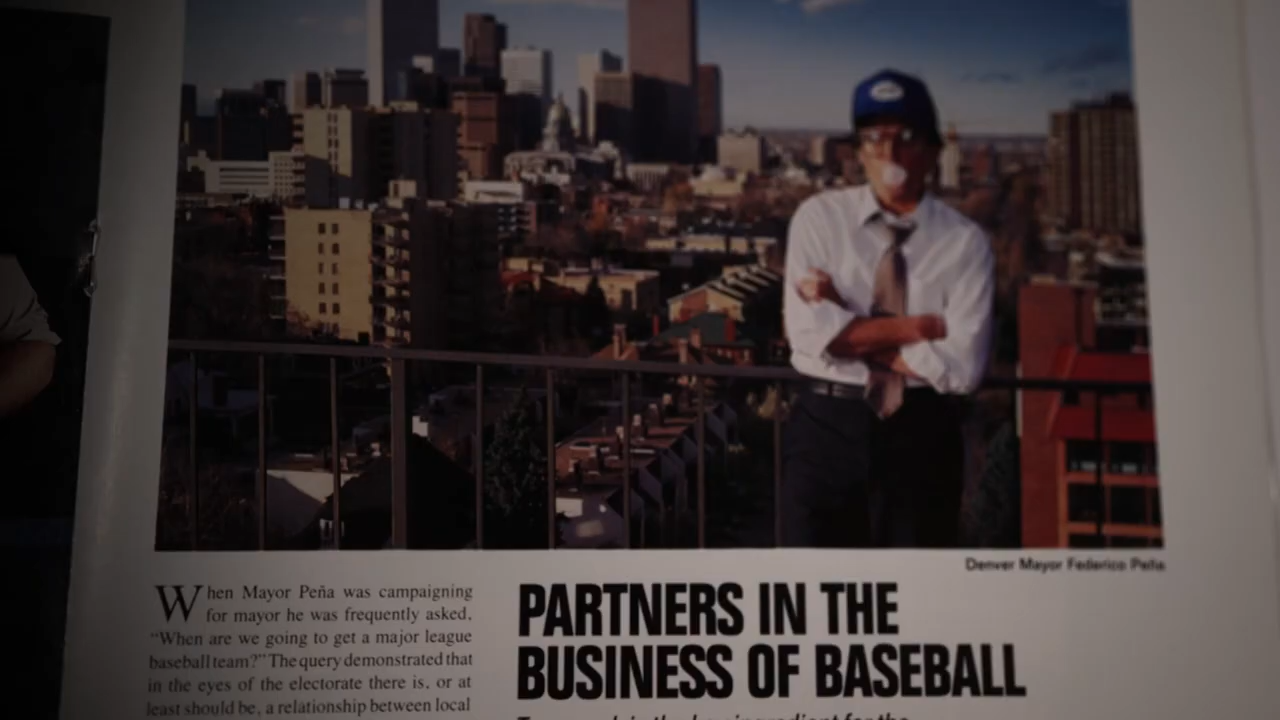 Denver Mayor Federico Peña
When Mayor Peña was campaigning
for mayor he was frequently asked,
“When are we going to get a major league
baseball team?” The query demonstrated that
in the eyes of the electorate there is, or at
least should be, a relationship between local
PARTNERS IN THE
BUSINESS OF BASEBALL